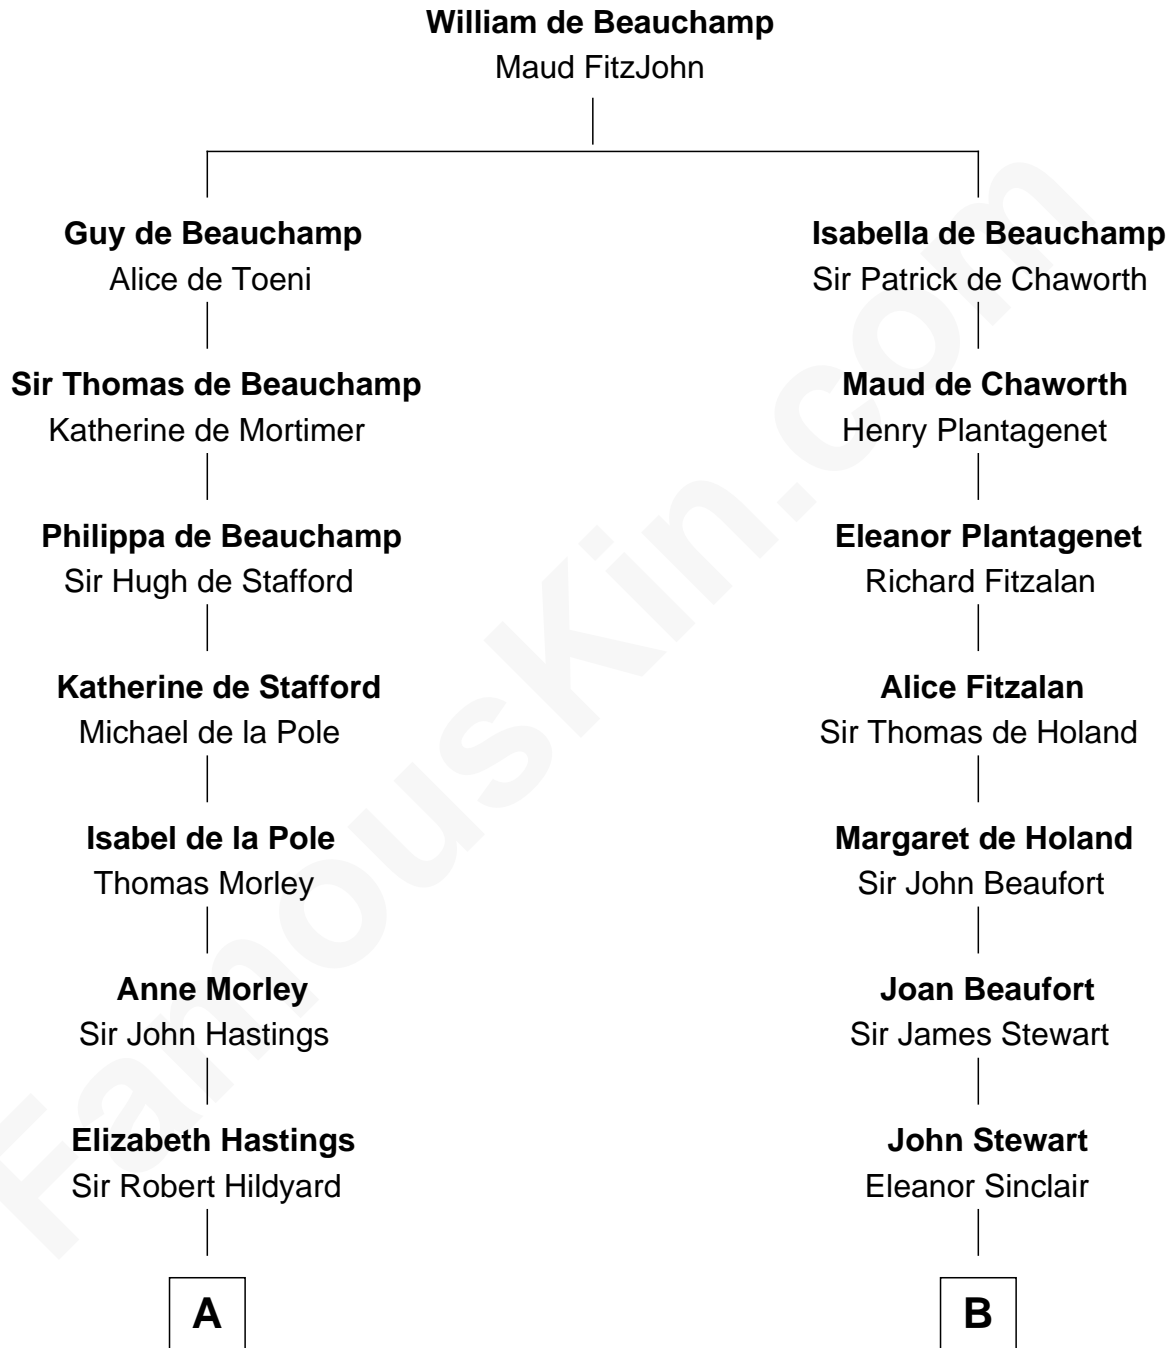 William de Beauchamp
Maud FitzJohn
Guy de Beauchamp
Alice de Toeni
Isabella de Beauchamp
Sir Patrick de Chaworth
Sir Thomas de Beauchamp
Katherine de Mortimer
Maud de Chaworth
Henry Plantagenet
Philippa de Beauchamp
Sir Hugh de Stafford
Eleanor Plantagenet
Richard Fitzalan
Katherine de Stafford
Michael de la Pole
Alice Fitzalan
Sir Thomas de Holand
Isabel de la Pole
Thomas Morley
Margaret de Holand
Sir John Beaufort
Anne Morley
Sir John Hastings
Joan Beaufort
Sir James Stewart
Elizabeth Hastings
Sir Robert Hildyard
John Stewart
Eleanor Sinclair
A
B
FamousKin.com